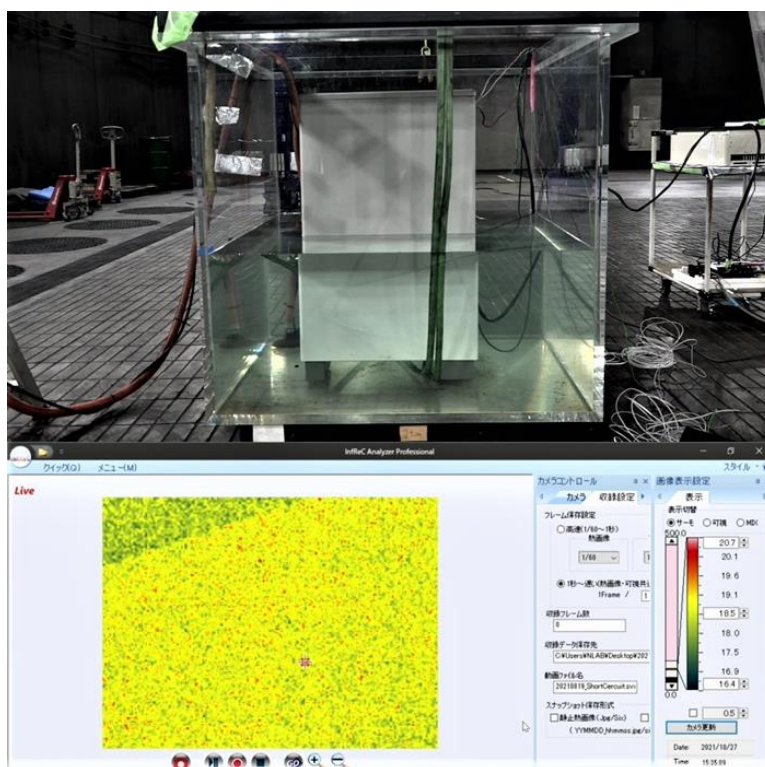 InfReC Analyzer Professional
クイック(Q) メニュー(M)
スタイル
Live
カメラコントロール
カメラ 収録設定
フレーム保存設定
高速(1/60～1秒)
熱画像
1/60
1秒～遅い(熱画像・可視共通
1Frame / 1
収録フレーム数
8
収録データ保存先
C:¥Users¥NLAB¥Desktop¥202
動画ファイル名
20210819_ShortCercuit.svx
スナップショット保存形式
静止熱画像(Jpg/Six)
(YYMMDD_hhmmss.jpg/s
画像表示設定
表示
表示切替
サーモ 可視 MIX
500.0
20.7
20.1
19.6
19.1
18.5
18.0
17.5
16.9
16.4
0.0
0.5
カメラ更新
Date: 2021/10/27
Time 15:35:09
GO